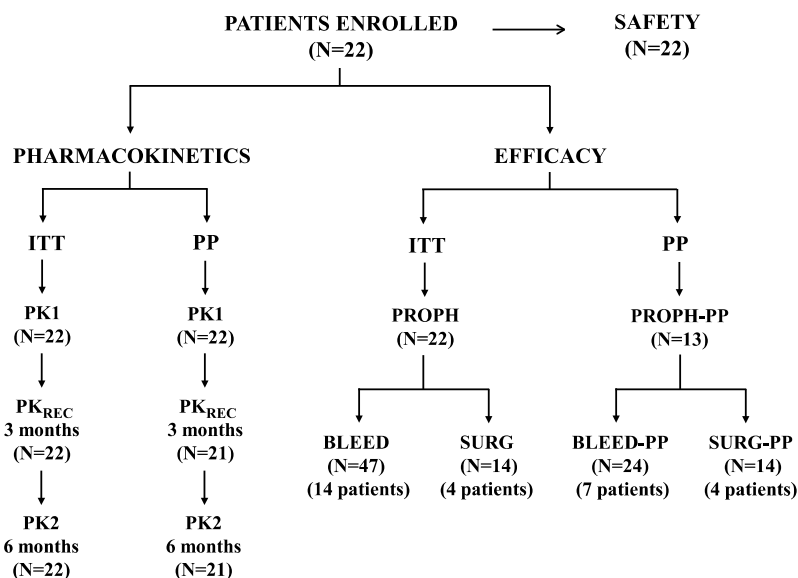 PATIENTS ENROLLED
(N=22)
SAFETY
(N=22)
PHARMACOKINETICS
EFFICACY
ITT
PP
ITT
PP
PK1
(N=22)
PK1
(N=22)
PROPH
(N=22)
PROPH-PP
(N=13)
PKREC
3 months
(N=22)
PKREC
3 months
(N=21)
BLEED
(N=47)
(14 patients)
SURG
(N=14)
(4 patients)
BLEED-PP
(N=24)
(7 patients)
SURG-PP
(N=14)
(4 patients)
PK2
6 months
(N=22)
PK2
6 months
(N=21)